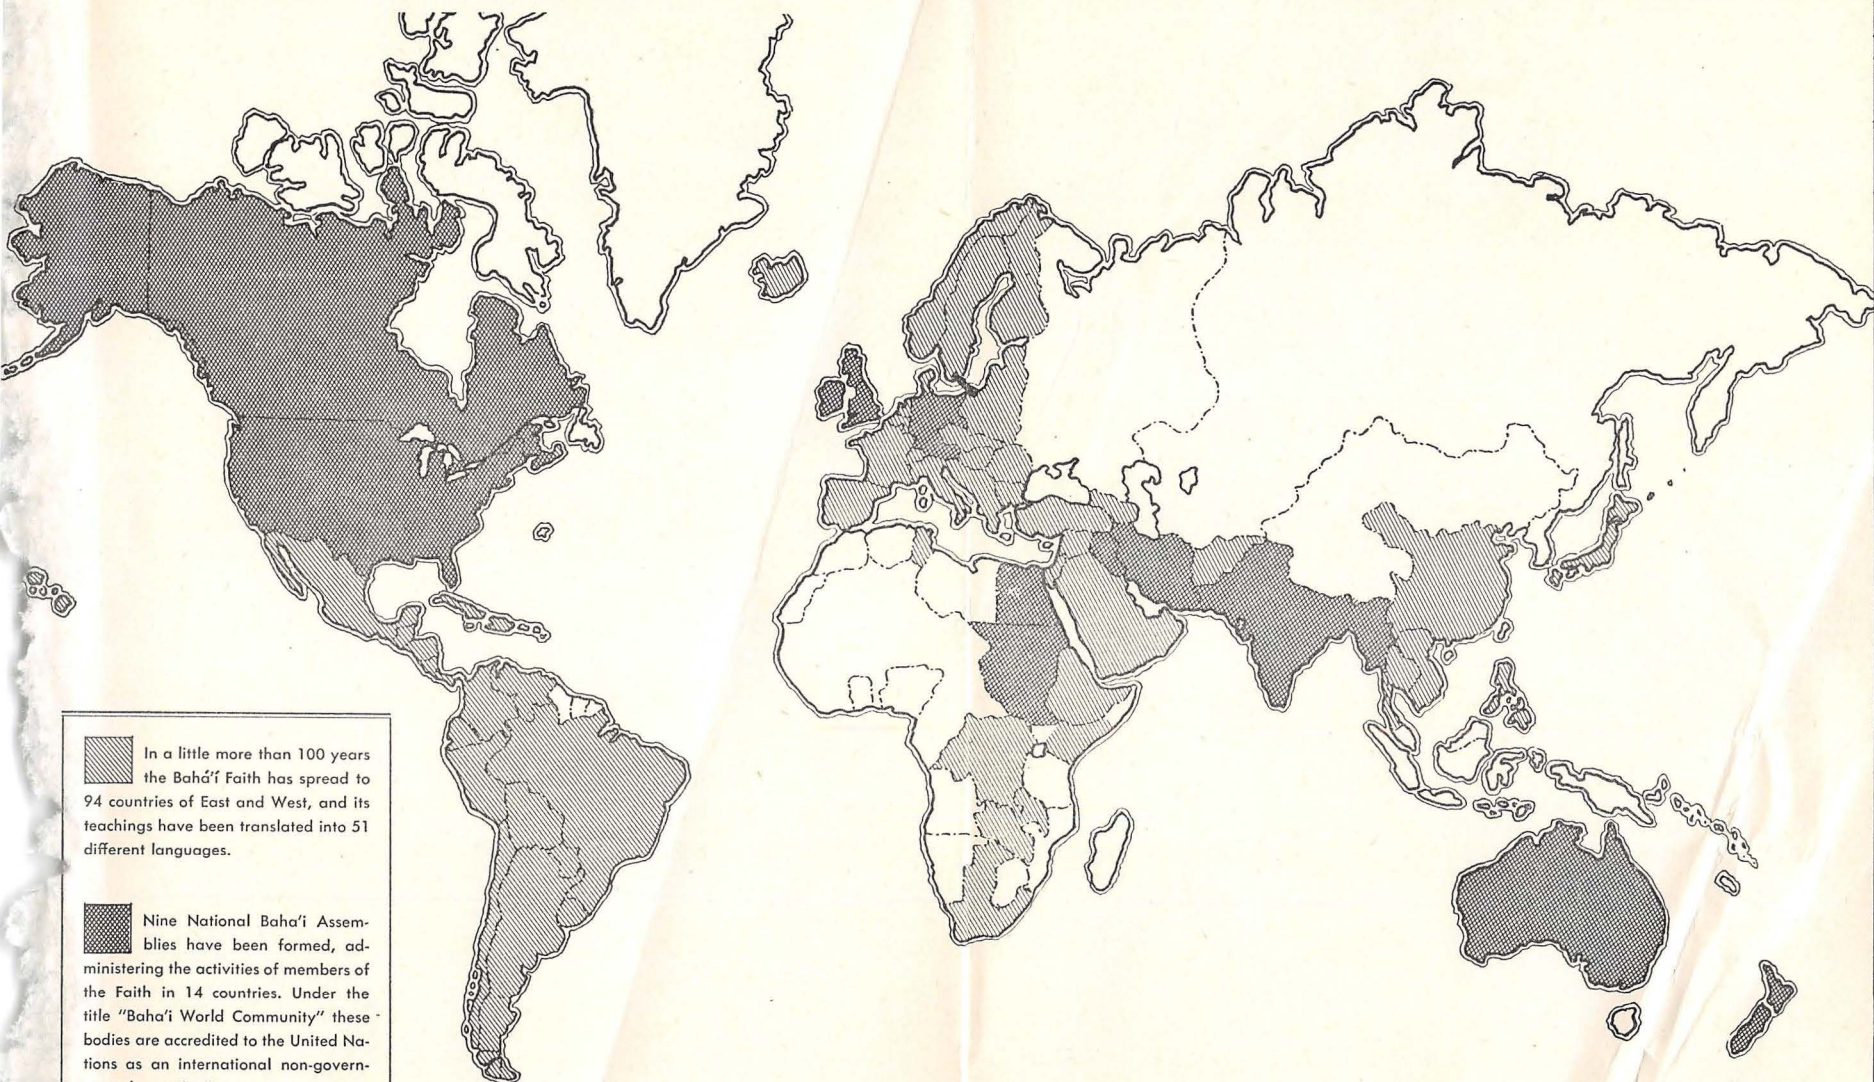 In a little more than 100 years
the Bahá'í Faith has spread to
94 countries of East and West, and its
teachings have been translated into 51
different languages.
Nine National Baha'i Assem-
blies have been formed, ad-
ministering the activities of members of
the Faith in 14 countries. Under the
title "Baha'i World Community" these
bodies are accredited to the United Na-
tions as an international non-govern-